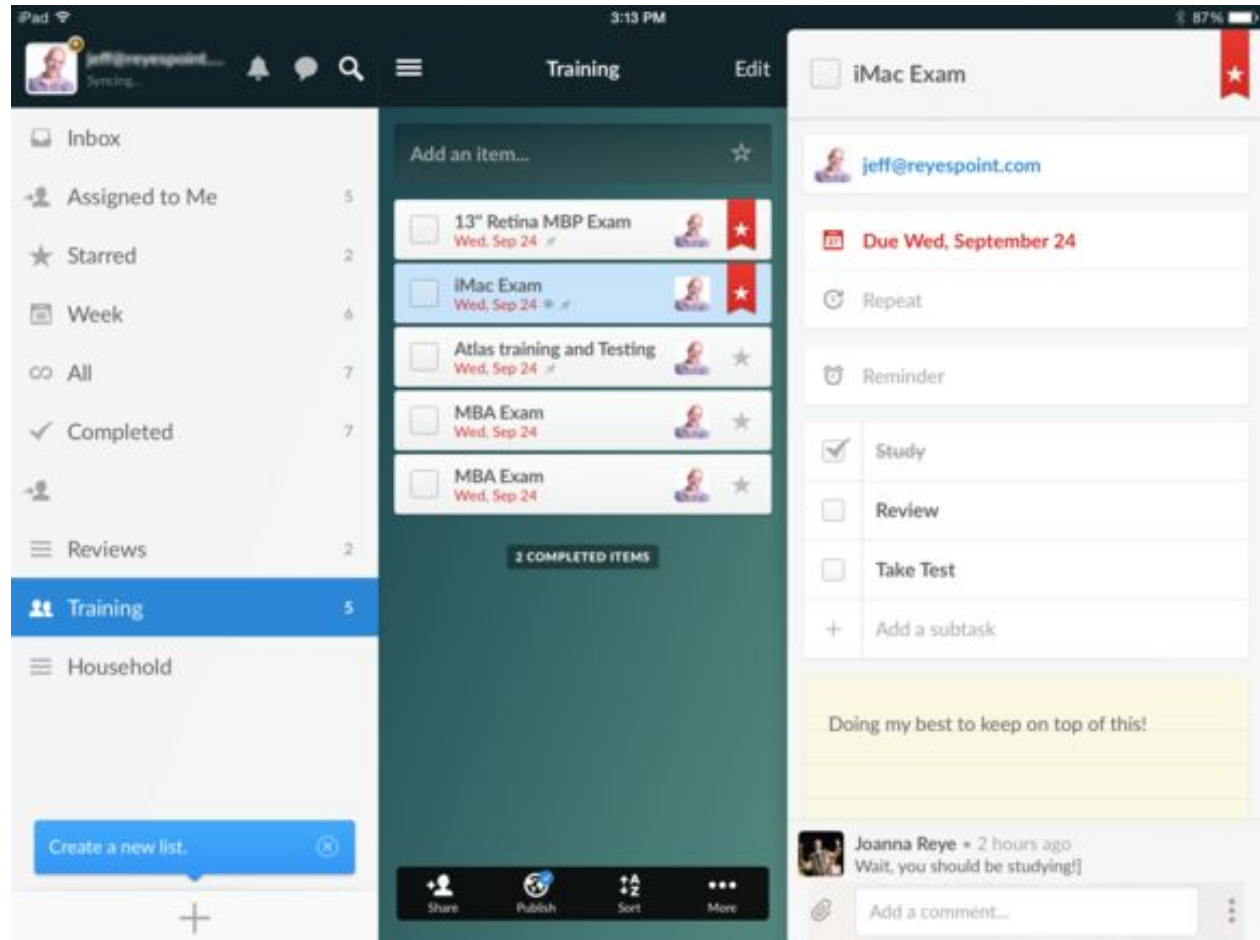 iPad
3:13 PM
87%
jeff@reyespoint....
Syncing...
Inbox
Assigned to Me 5
Starred 2
Week 6
All 7
Completed 7
Reviews 2
Training 5
Household
Create a new list.
Training
Edit
Add an item...
13" Retina MBP Exam
Wed, Sep 24
iMac Exam
Wed, Sep 24
Atlas training and Testing
Wed, Sep 24
MBA Exam
Wed, Sep 24
MBA Exam
Wed, Sep 24
2 COMPLETED ITEMS
Share Publish Sort More
iMac Exam
jeff@reyespoint.com
Due Wed, September 24
Repeat
Reminder
Study
Review
Take Test
Add a subtask
Doing my best to keep on top of this!
Joanna Reye • 2 hours ago
Wait, you should be studying!]
Add a comment...